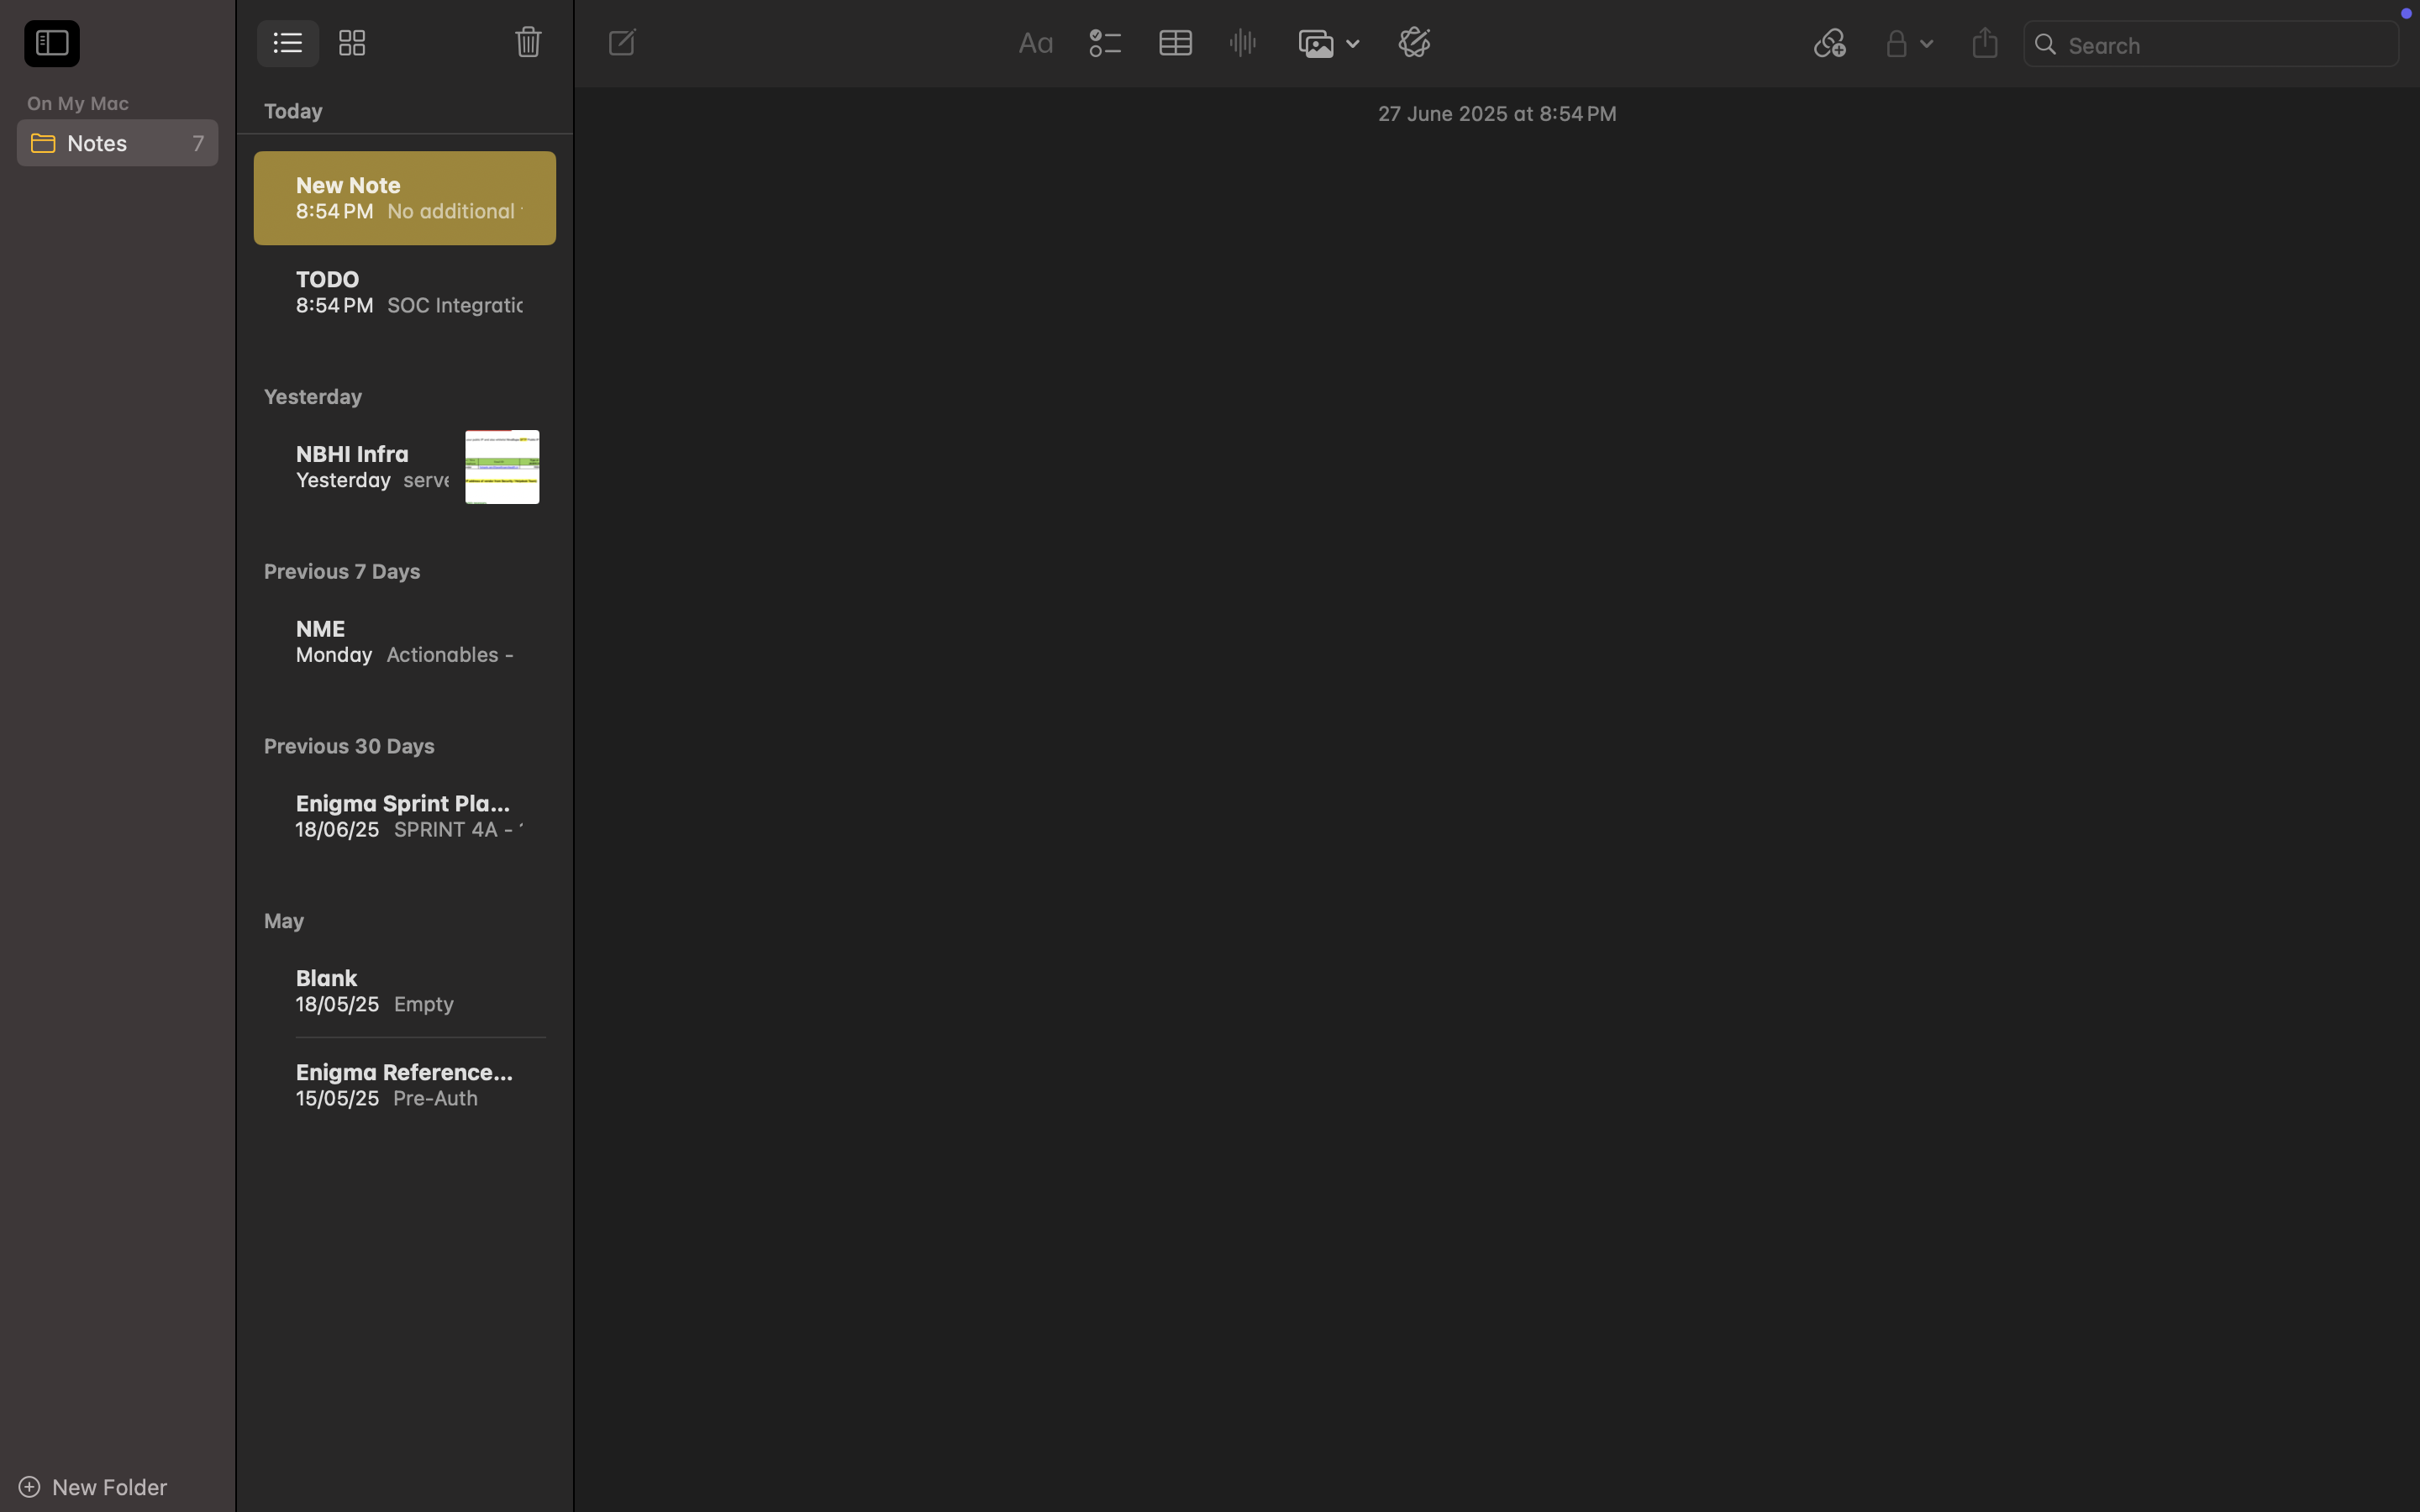 On My Mac
Notes 7
New Folder
Today
New Note
8:54 PM No additional
TODO
8:54 PM SOC Integratic
Yesterday
NBHI Infra
Yesterday serve
Previous 7 Days
NME
Monday Actionables -
Previous 30 Days
Enigma Sprint Pla...
18/06/25 SPRINT 4A -
May
Blank
18/05/25 Empty
Enigma Reference...
15/05/25 Pre-Auth
Aa
Search
27 June 2025 at 8:54 PM